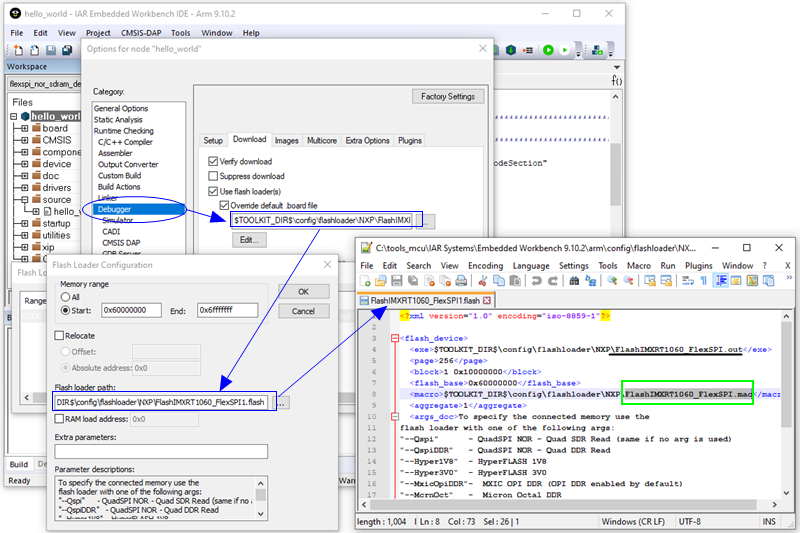 hello_world - IAR Embedded Workbench IDE - Arm 9.10.2
File Edit View Project CMSIS-DAP Tools Window Help
Workspace
flexspi_nor_sdram_de
Files
hello_world
board
CMSIS
component
device
doc
drivers
source
hello_w
startup
utilities
xip
Build
Ready
f()
odeSection"
Options for node "hello_world"
Category:
General Options
Static Analysis
Runtime Checking
C/C++ Compiler
Assembler
Output Converter
Custom Build
Build Actions
Linker
Debugger
Simulator
CADI
CMSIS DAP
GDB Server
Factory Settings
Setup Download Images Multicore Extra Options Plugins
Verify download
Suppress download
Use flash loader(s)
Override default .board file
$TOOLKIT_DIR$\config\flashloader\NXP\FlashIMXI
...
Edit...
Flash L
Range
Flash Loader Configuration
Memory range
All
Start: 0x60000000 End: 0x6fffffff
OK
Cancel
Relocate
Offset:
Absolute address: 0x0
Flash loader path:
DIR$\config\flashloader\NXP\FlashIMXRT1060_FlexSPI1.flash
...
RAM load address: 0x0
Extra parameters:
Parameter descriptions:
To specify the connected memory use the
flash loader with one of the following args:
"--Qspi" - QuadSPI NOR - Quad SDR Read (same if no a
"--QspiDDR" - QuadSPI NOR - Quad DDR Read
"--Hyper1V8" - HyperFLASH 1V8
C:\tools_mcu\IAR Systems\Embedded Workbench 9.10.2\arm\config\flashloader\NX...
File Edit Search View Encoding Language Settings Tools Macro Run Plugins Window ? X
FlashIMXRT1060_FlexSPI1.flash
1 <?xml version="1.0" encoding="iso-8859-1"?>
2
3 <flash_device>
4 <exe>$TOOLKIT_DIR$\config\flashloader\NXP\FlashIMXRT1060_FlexSPI.out</exe>
5 <page>256</page>
6 <block>1 0x10000000</block>
7 <flash_base>0x60000000</flash_base>
8 <macro>$TOOLKIT_DIR$\config\flashloader\NXP\FlashIMXRT1060_FlexSPI.mac</macr
9 <aggregate>1</aggregate>
10 <args_doc>To specify the connected memory use the
11 flash loader with one of the following args:
12 "--Qspi" - QuadSPI NOR - Quad SDR Read (same if no arg is used)
13 "--QspiDDR" - QuadSPI NOR - Quad DDR Read
14 "--Hyper1V8" - HyperFLASH 1V8
15 "--Hyper3V0" - HyperFLASH 3V0
16 "--MxicOpiDDR"- MXIC OPI DDR (OPI DDR enabled by default)
17 "--McrnOct" - Micron Octal DDR
length : 1,004 l Ln : 8 Col : 73 Sel : 26 | 1 Windows (CR LF) UTF-8 INS